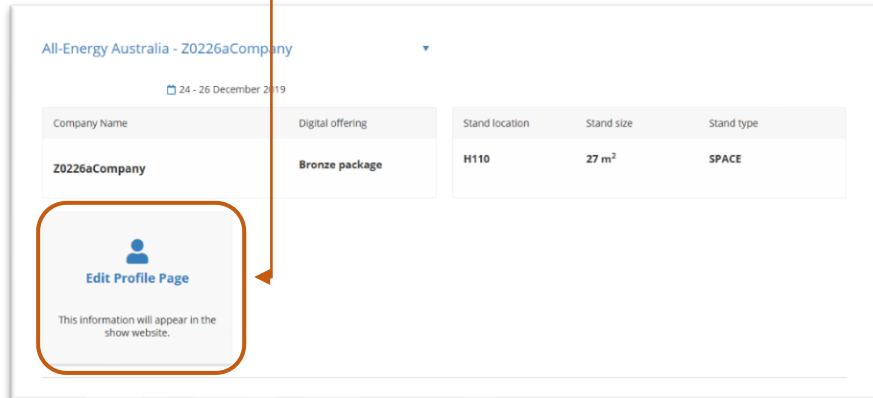 All-Energy Australia - Z0226aCompany
24 - 26 December 2019
Company Name Digital offering Stand location Stand size Stand type
Z0226aCompany Bronze package H110 27 m² SPACE
Edit Profile Page
This information will appear in the
show website.